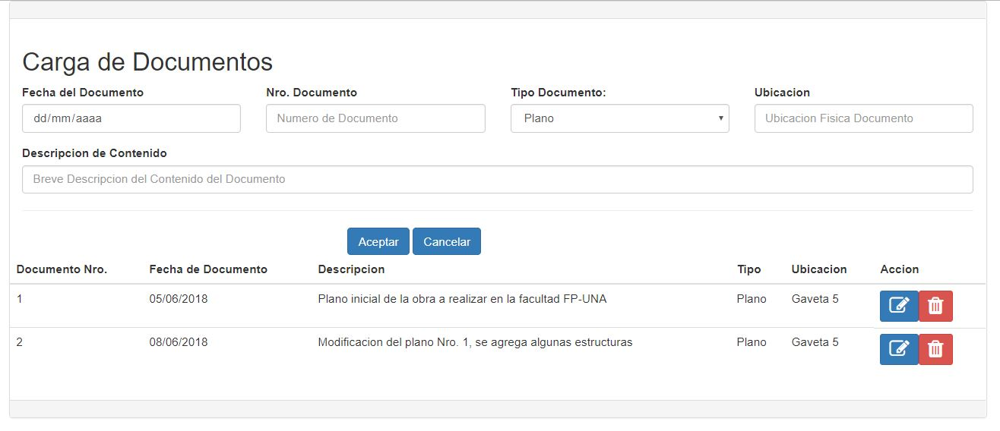 Carga de Documentos
Fecha del Documento Nro. Documento Tipo Documento: Ubicacion
dd/mm/aaaa Numero de Documento Plano Ubicacion Fisica Documento
Descripcion de Contenido
Breve Descripcion del Contenido del Documento
Aceptar Cancelar
Documento Nro. Fecha de Documento Descripcion Tipo Ubicacion Accion
1 05/06/2018 Plano inicial de la obra a realizar en la facultad FP-UNA Plano Gaveta 5
2 08/06/2018 Modificacion del plano Nro. 1, se agrega algunas estructuras Plano Gaveta 5